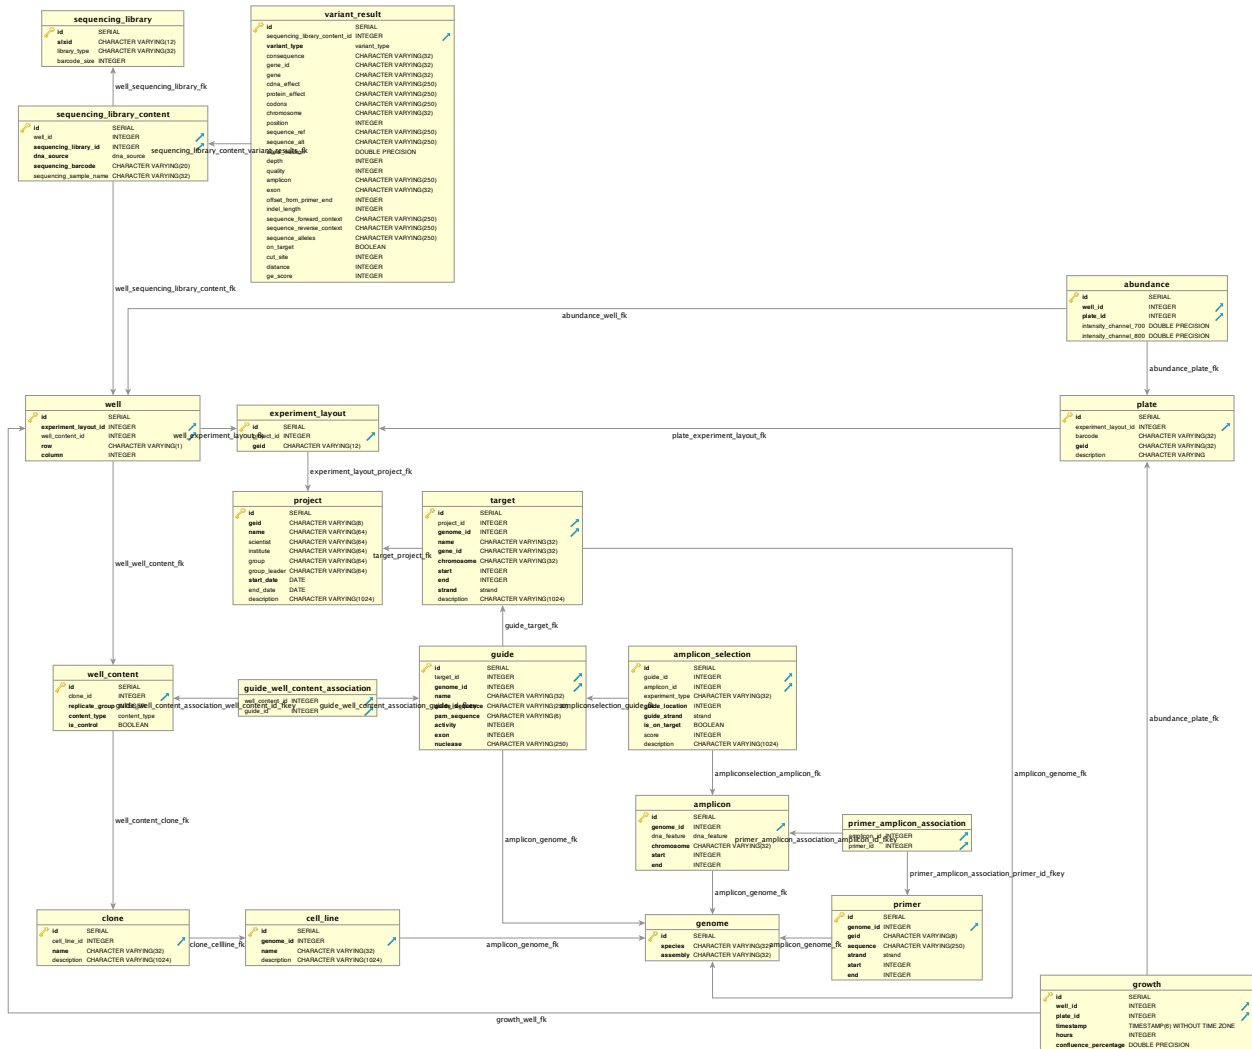 sequencing_library
id SERIAL
slxid CHARACTER VARYING(12)
library_type CHARACTER VARYING(32)
barcode_size INTEGER
well_sequencing_library_fk
sequencing_library_content
id SERIAL
well_id INTEGER
sequencing_library_id INTEGER
dna_source dna_source
sequencing_barcode CHARACTER VARYING(20)
sequencing_sample_name CHARACTER VARYING(32)
sequencing_library_content_variant_results_fk
variant_result
id SERIAL
sequencing_library_content_id INTEGER
variant_type variant_type
consequence CHARACTER VARYING(32)
gene_id CHARACTER VARYING(32)
gene CHARACTER VARYING(32)
cdna_effect CHARACTER VARYING(250)
protein_effect CHARACTER VARYING(250)
codons CHARACTER VARYING(250)
chromosome CHARACTER VARYING(32)
position INTEGER
sequence_ref CHARACTER VARYING(250)
sequence_alt CHARACTER VARYING(250)
DOUBLE PRECISION
depth INTEGER
quality INTEGER
amplicon CHARACTER VARYING(250)
exon CHARACTER VARYING(32)
offset_from_primer_end INTEGER
indel_length INTEGER
sequence_forward_context CHARACTER VARYING(250)
sequence_reverse_context CHARACTER VARYING(250)
sequence_alleles CHARACTER VARYING(250)
on_target BOOLEAN
cut_site INTEGER
distance INTEGER
ge_score INTEGER
well_sequencing_library_content_fk
abundance
id SERIAL
well_id INTEGER
plate_id INTEGER
intensity_channel_700 DOUBLE PRECISION
intensity_channel_800 DOUBLE PRECISION
abundance_well_fk
abundance_plate_fk
well
id SERIAL
experiment_layout_id INTEGER
well_content_id INTEGER
row CHARACTER VARYING(1)
column INTEGER
well_experiment_layout_fk
experiment_layout
id SERIAL
project_id INTEGER
geid CHARACTER VARYING(12)
plate_experiment_layout_fk
plate
id SERIAL
experiment_layout_id INTEGER
barcode CHARACTER VARYING(32)
geid CHARACTER VARYING(32)
description CHARACTER VARYING
experiment_layout_project_fk
project
id SERIAL
geid CHARACTER VARYING(8)
name CHARACTER VARYING(64)
scientist CHARACTER VARYING(64)
institute CHARACTER VARYING(64)
group CHARACTER VARYING(64)
group_leader CHARACTER VARYING(64)
start_date DATE
end_date DATE
description CHARACTER VARYING(1024)
target_project_fk
target
id SERIAL
project_id INTEGER
genome_id INTEGER
name CHARACTER VARYING(32)
gene_id CHARACTER VARYING(32)
chromosome CHARACTER VARYING(32)
start INTEGER
end INTEGER
strand strand
description CHARACTER VARYING(1024)
well_well_content_fk
guide_target_fk
well_content
id SERIAL
clone_id INTEGER
replicate_group
content_type content_type
is_control BOOLEAN
guide_well_content_association_well_content_id_fkey
guide_well_content_association
well_content_id INTEGER
guide_id INTEGER
guide_well_content_association_guide_id_fkey
guide
id SERIAL
target_id INTEGER
genome_id INTEGER
name CHARACTER VARYING(32)
guide_sequence CHARACTER VARYING(250)
pam_sequence CHARACTER VARYING(6)
activity INTEGER
exon INTEGER
nuclease CHARACTER VARYING(250)
ampliconselection_guide_fk
amplicon_selection
id SERIAL
guide_id INTEGER
amplicon_id INTEGER
experiment_type CHARACTER VARYING(32)
guide_location INTEGER
guide_strand strand
is_on_target BOOLEAN
score INTEGER
description CHARACTER VARYING(1024)
abundance_plate_fk
ampliconselection_amplicon_fk
amplicon_genome_fk
well_content_clone_fk
amplicon_genome_fk
amplicon
id SERIAL
genome_id INTEGER
dna_feature dna_feature
chromosome CHARACTER VARYING(32)
start INTEGER
end INTEGER
primer_amplicon_association_amplicon_id_fkey
primer_amplicon_association
amplicon_id INTEGER
primer_id INTEGER
primer_amplicon_association_primer_id_fkey
amplicon_genome_fk
clone
id SERIAL
cell_line_id INTEGER
name CHARACTER VARYING(32)
description CHARACTER VARYING(1024)
clone_cellline_fk
cell_line
id SERIAL
genome_id INTEGER
name CHARACTER VARYING(32)
description CHARACTER VARYING(1024)
amplicon_genome_fk
genome
id SERIAL
species CHARACTER VARYING(32)
assembly CHARACTER VARYING(32)
amplicon_genome_fk
primer
id SERIAL
genome_id INTEGER
geid CHARACTER VARYING(8)
sequence CHARACTER VARYING(250)
strand strand
start INTEGER
end INTEGER
growth_well_fk
growth
id SERIAL
well_id INTEGER
plate_id INTEGER
timestamp TIMESTAMP(6) WITHOUT TIME ZONE
hours INTEGER
confluence_percentage DOUBLE PRECISION